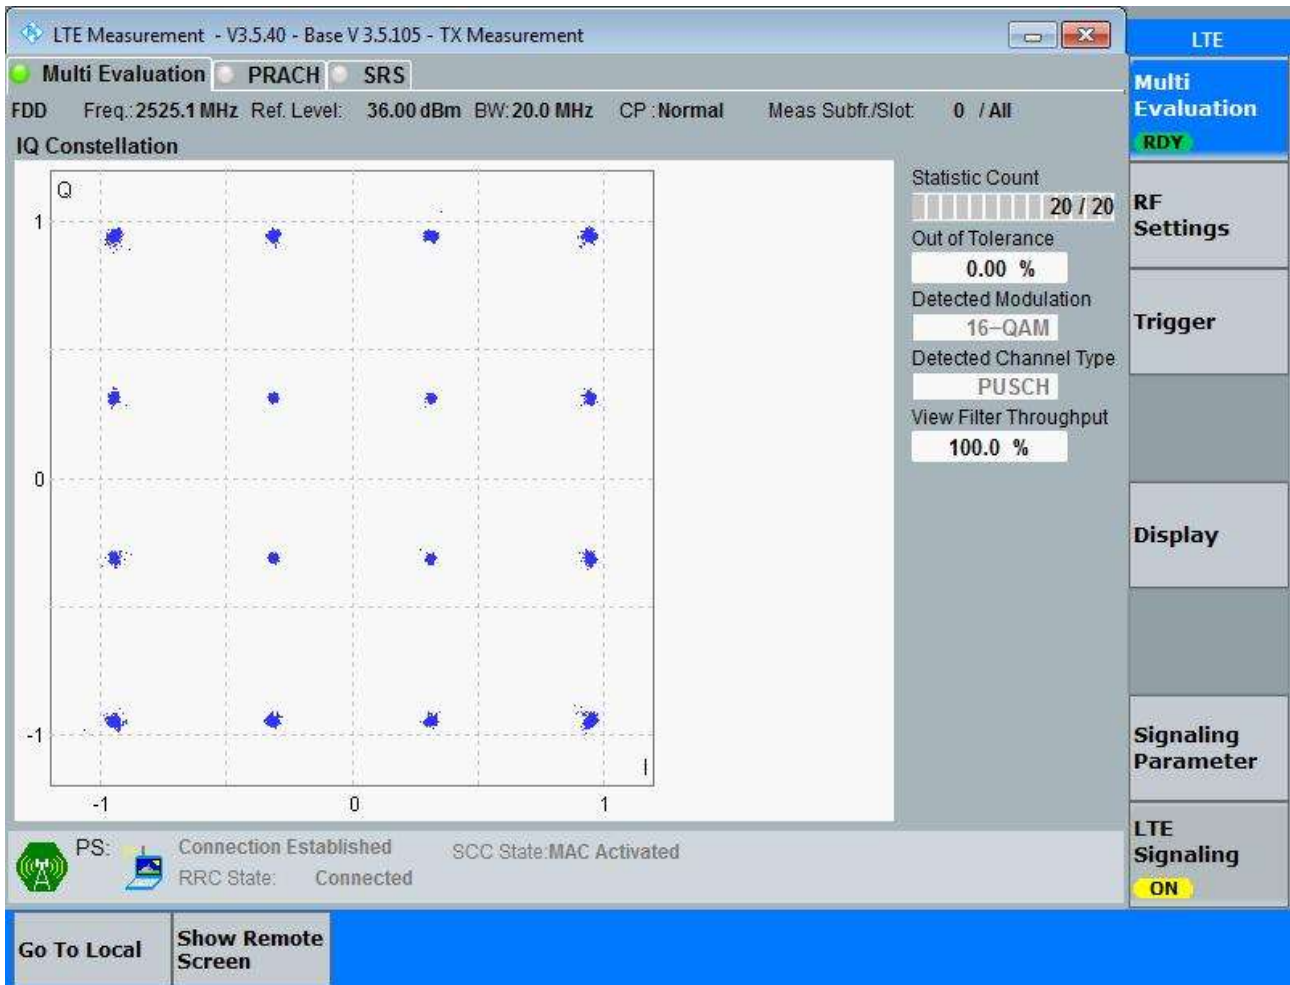 LTE Measurement - V3.5.40 - Base V 3.5.105 - TX Measurement
LTE
Multi Evaluation PRACH SRS
FDD Freq.:2525.1 MHz Ref. Level: 36.00 dBm BW:20.0 MHz CP :Normal Meas Subfr./Slot: 0 / All
IQ Constellation
Q
1
0
-1
-1 0 1
I
Statistic Count
20 / 20
Out of Tolerance
0.00 %
Detected Modulation
16-QAM
Detected Channel Type
PUSCH
View Filter Throughput
100.0 %
Multi
Evaluation
RDY
RF
Settings
Trigger
Display
Signaling
Parameter
LTE
Signaling
ON
PS: Connection Established SCC State:MAC Activated
RRC State: Connected
Go To Local
Show Remote
Screen